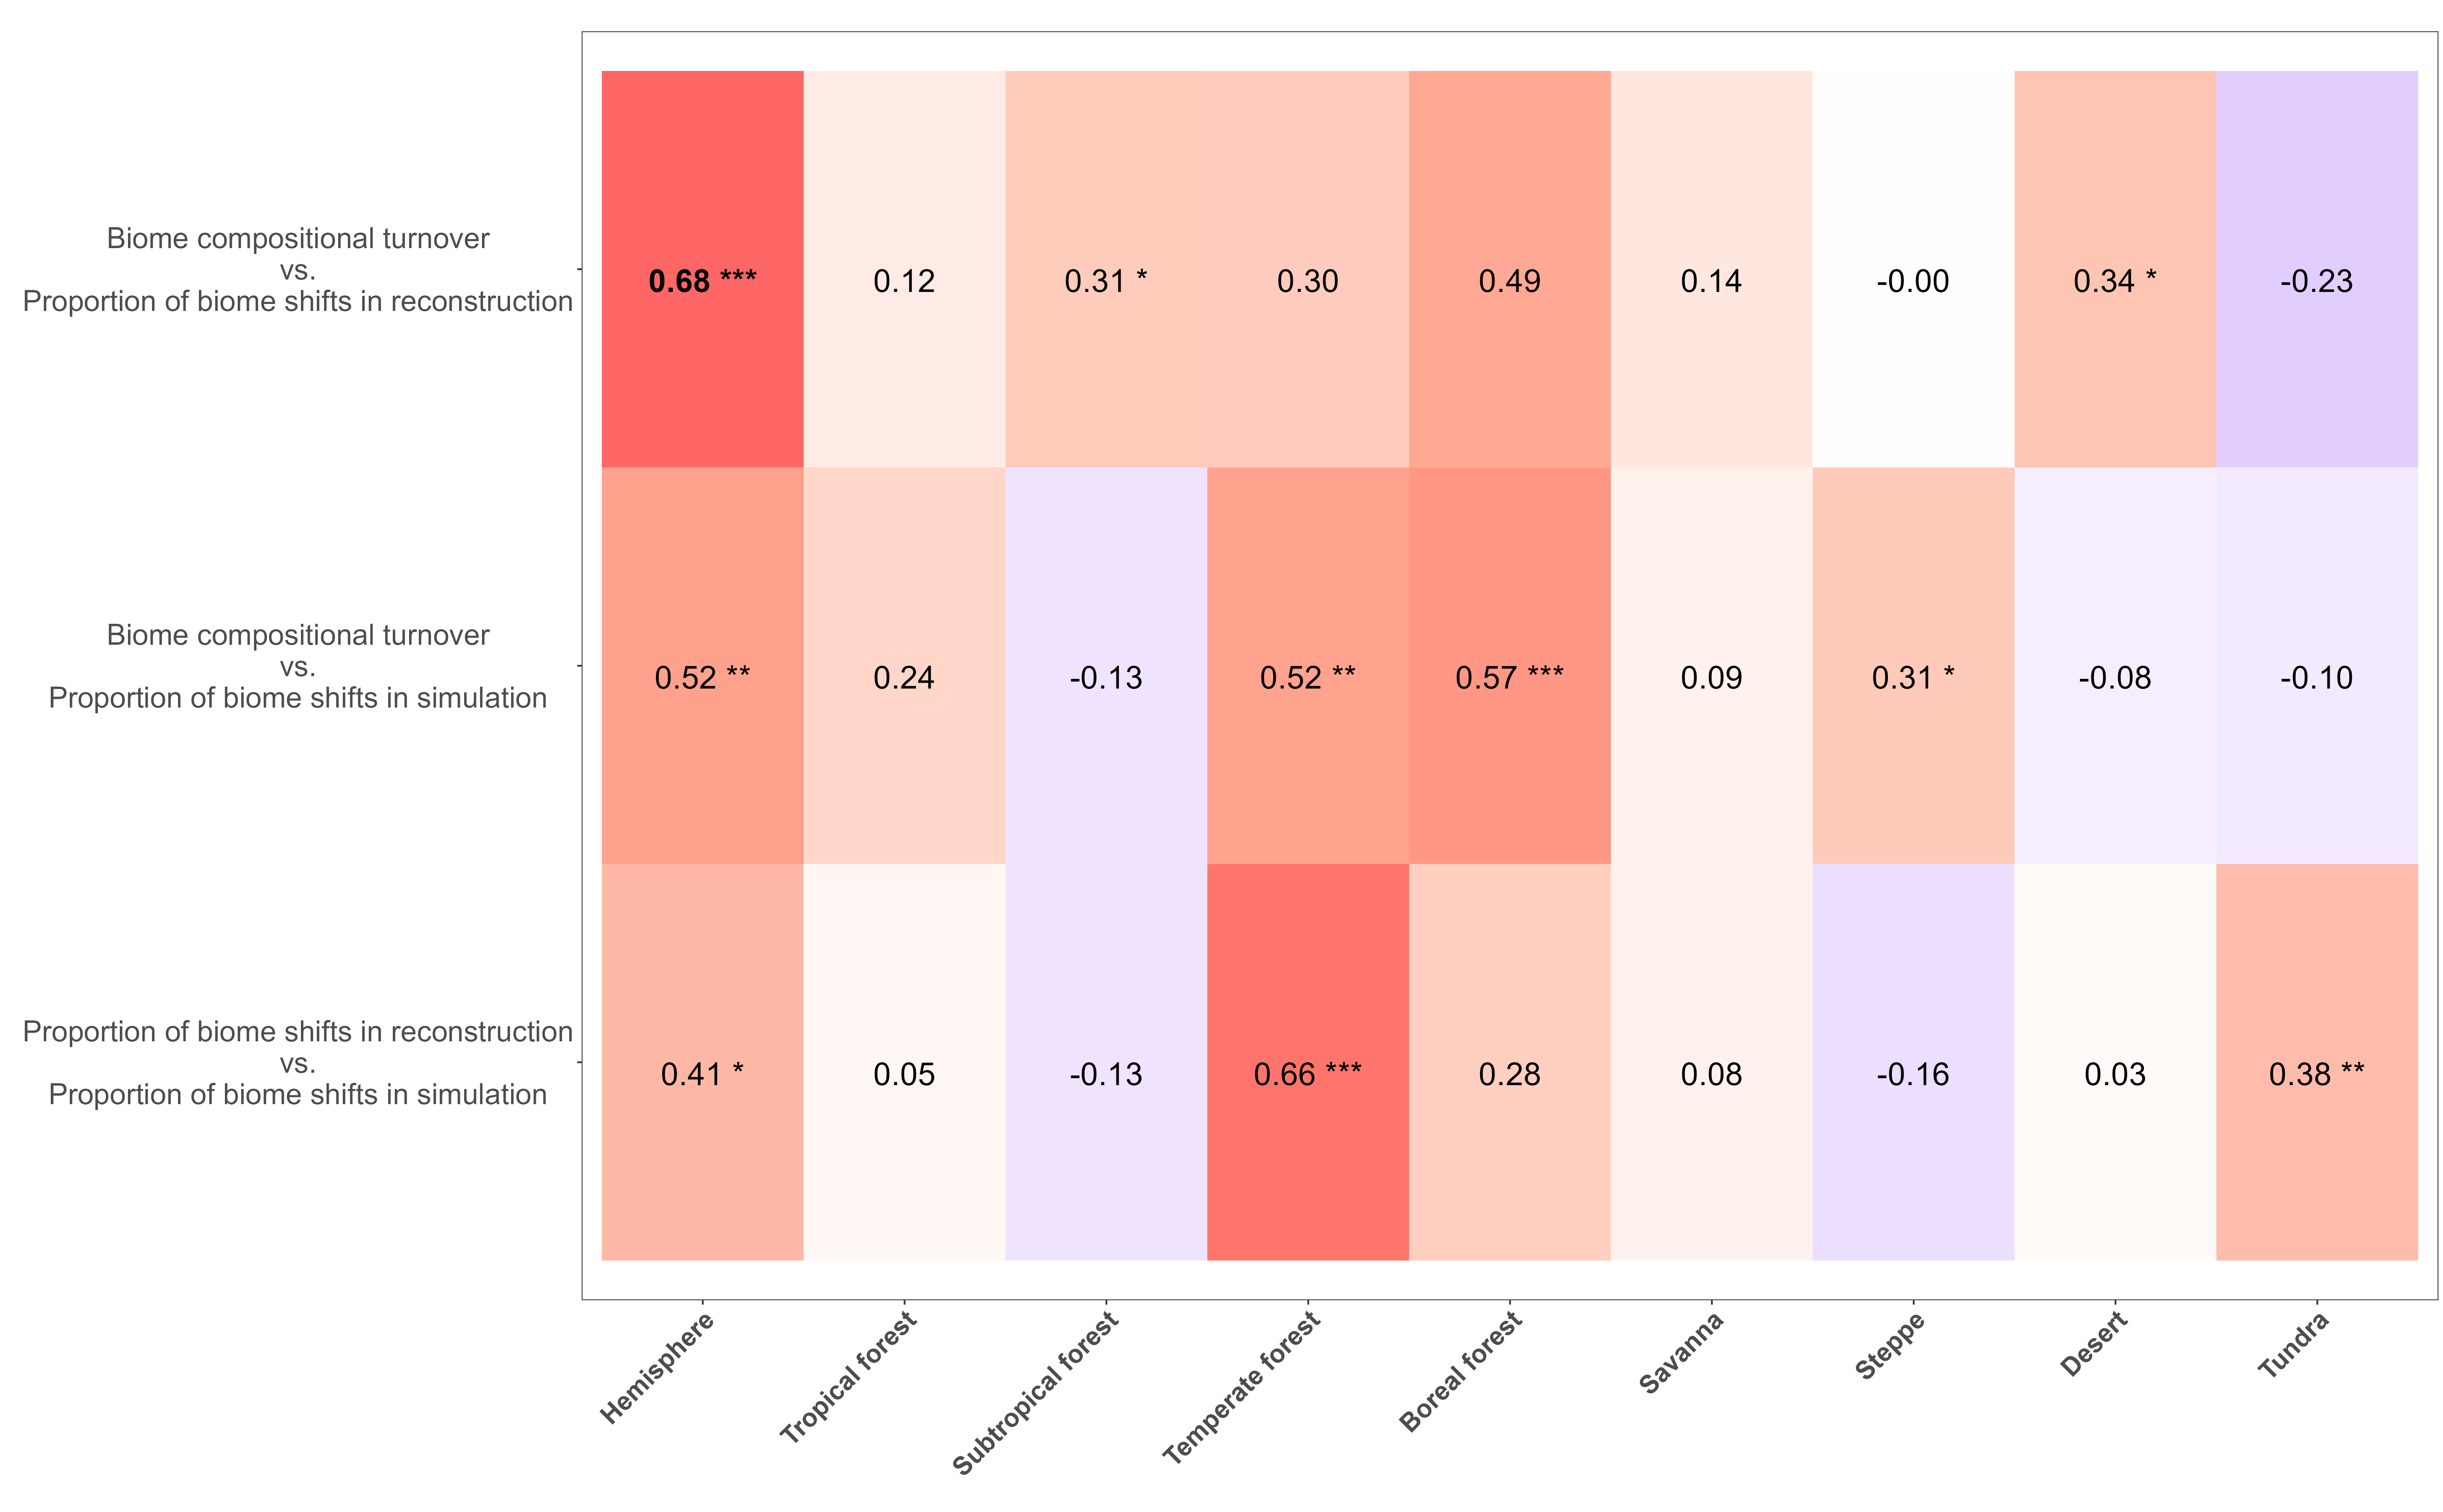 Biome compositional turnover
vs.
Proportion of biome shifts in reconstruction
0.68 ***
0.12
0.31 *
0.30
0.49
0.14
-0.00
0.34 *
-0.23
Biome compositional turnover
vs.
Proportion of biome shifts in simulation
0.52 **
0.24
-0.13
0.52 **
0.57 ***
0.09
0.31 *
-0.08
-0.10
Proportion of biome shifts in reconstruction
vs.
Proportion of biome shifts in simulation
0.41 *
0.05
-0.13
0.66 ***
0.28
0.08
-0.16
0.03
0.38 **
Hemisphere
Tropical forest
Subtropical forest
Temperate forest
Boreal forest
Savanna
Steppe
Desert
Tundra